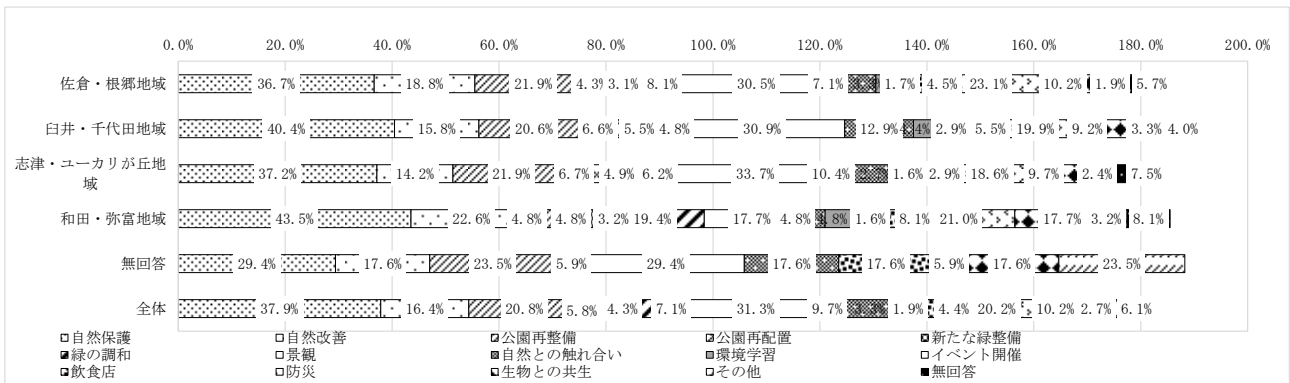 0.0% 20.0% 40.0% 60.0% 80.0% 100.0% 120.0% 140.0% 160.0% 180.0% 200.0%
佐倉・根郷地域 36.7% 18.8% 21.9% 4.3% 3.1% 8.1% 30.5% 7.1% 1.7% 4.5% 23.1% 10.2% 1.9% 5.7%
臼井・千代田地域 40.4% 15.8% 20.6% 6.6% 5.5% 4.8% 30.9% 12.9% 2.9% 5.5% 19.9% 9.2% 3.3% 4.0%
志津・ユーカリが丘地
域 37.2% 14.2% 21.9% 6.7% 4.9% 6.2% 33.7% 10.4% 1.6% 2.9% 18.6% 9.7% 2.4% 7.5%
和田・弥富地域 43.5% 22.6% 4.8% 4.8% 3.2% 19.4% 17.7% 4.8% 4.8% 1.6% 8.1% 21.0% 17.7% 3.2% 8.1%
無回答 29.4% 17.6% 23.5% 5.9% 29.4% 17.6% 17.6% 5.9% 17.6% 23.5%
全体 37.9% 16.4% 20.8% 5.8% 4.3% 7.1% 31.3% 9.7% 3.3% 1.9% 4.4% 20.2% 10.2% 2.7% 6.1%
自然保護 自然改善 公園再整備 公園再配置 新たな緑整備
緑の調和 景観 自然との触れ合い 環境学習 イベント開催
飲食店 防災 生物との共生 その他 無回答